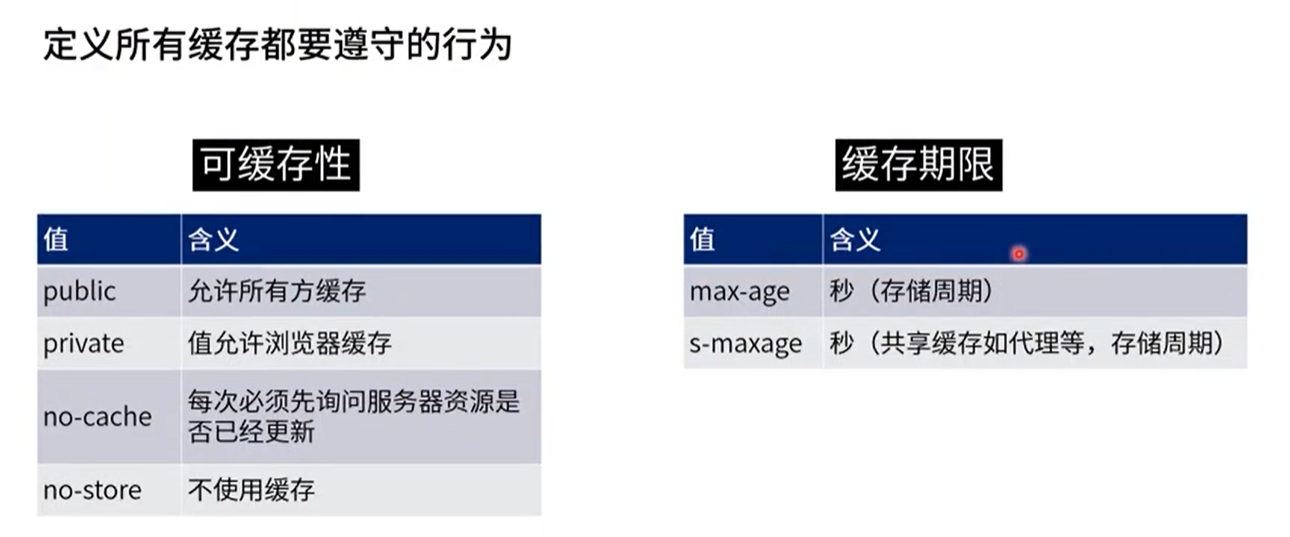 定义所有缓存都要遵守的行为
可缓存性
值 含义
public 允许所有方缓存
private 值允许浏览器缓存
no-cache 每次必须先询问服务器资源是
否已经更新
no-store 不使用缓存
缓存期限
值 含义
max-age 秒（存储周期）
s-maxage 秒（共享缓存如代理等，存储周期）